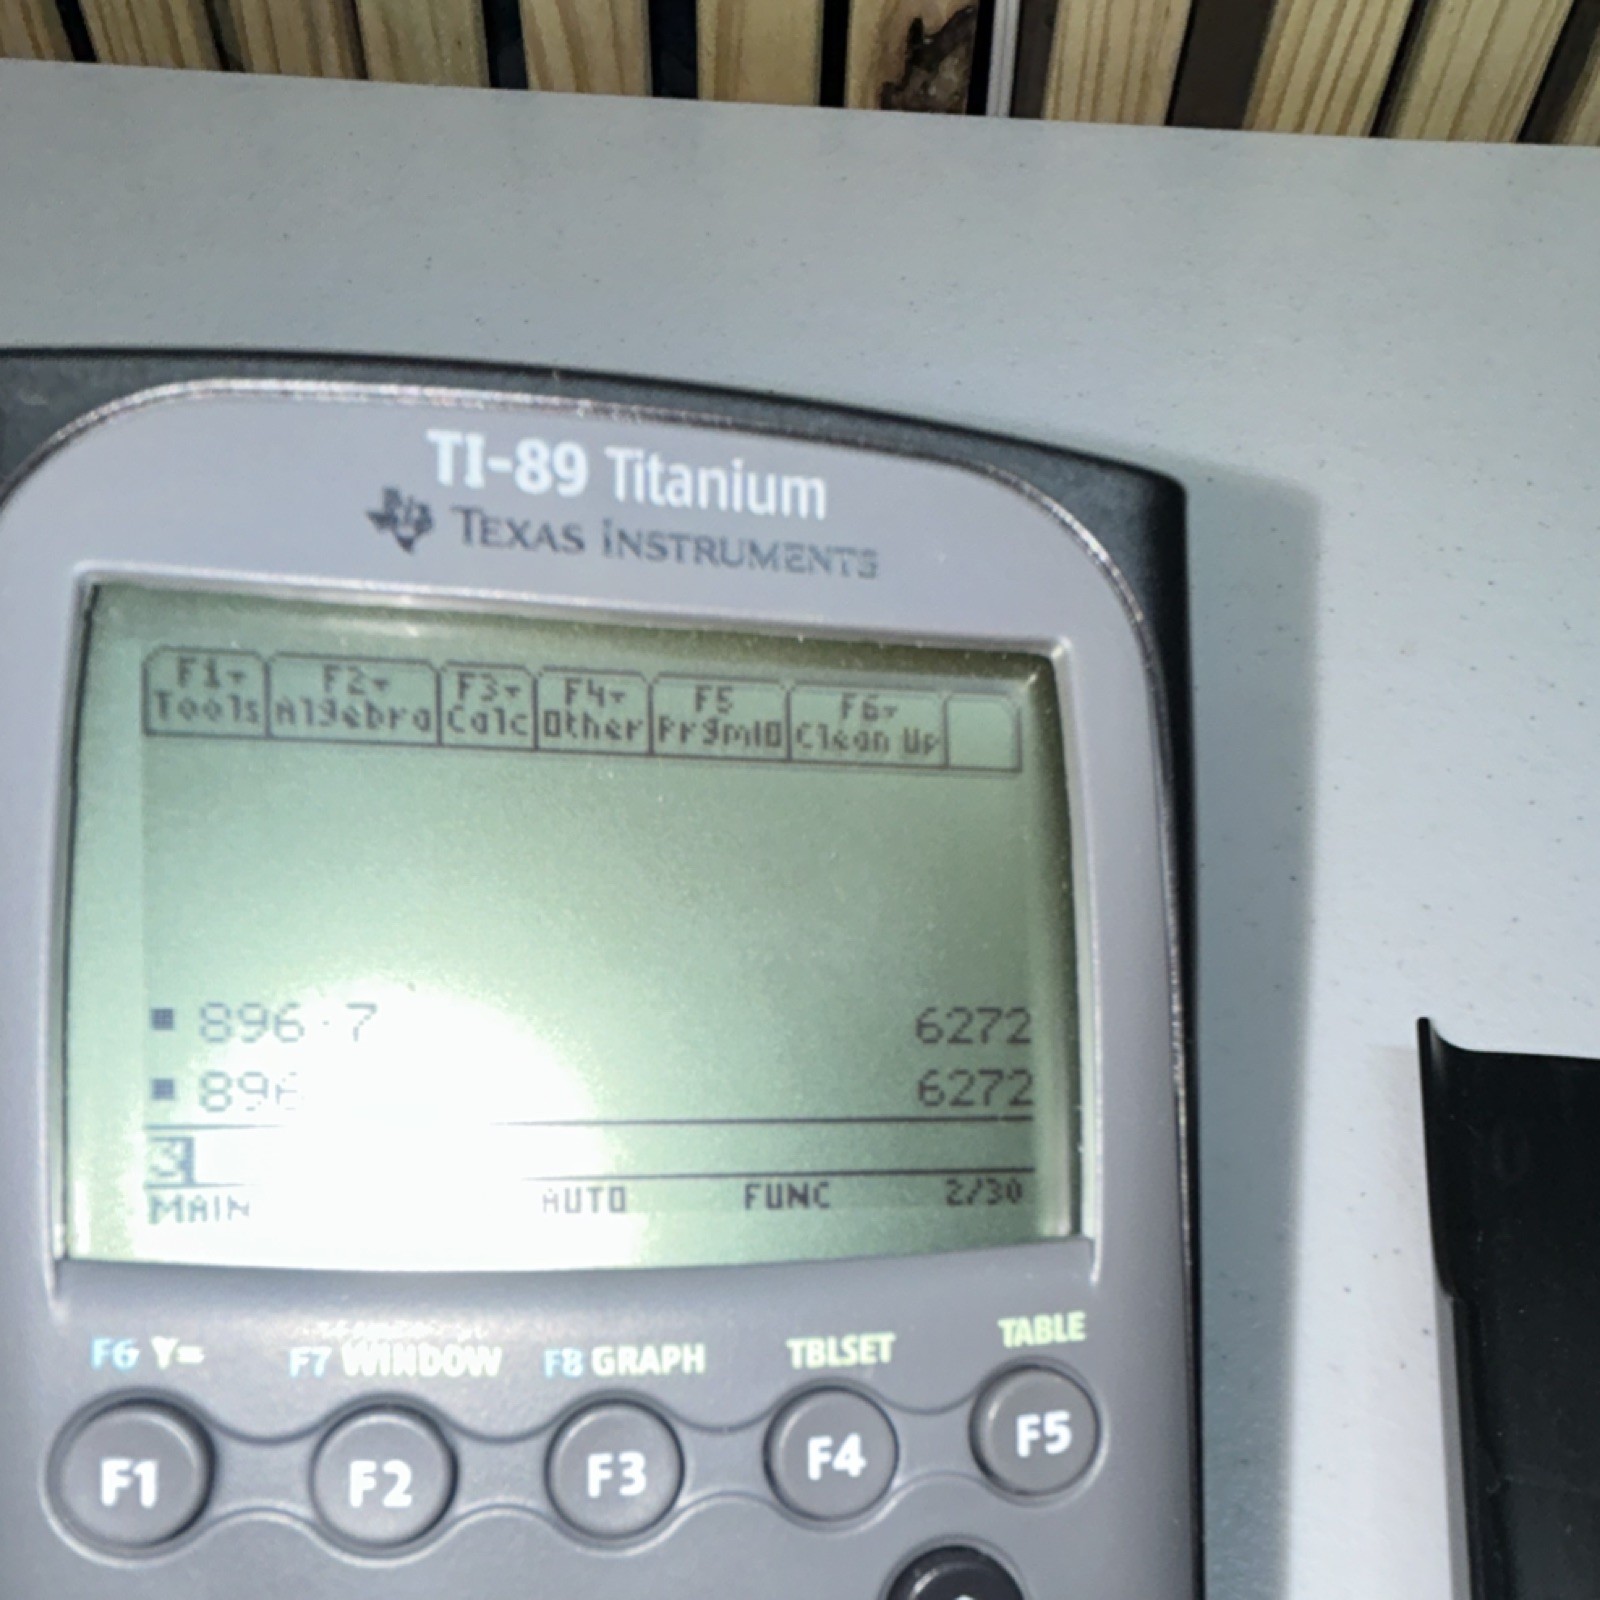 TI-89 Titanium
TEXAS INSTRUMENTS
F1 F2 F3 F4 F5 F6
Tools Algebra Calc Other PrgmIO Clean Up
896·7 6272
896 6272
3
MAIN AUTO FUNC 2/30
F6 Y= F7 WINDOW F8 GRAPH TBLSET TABLE
F1 F2 F3 F4 F5